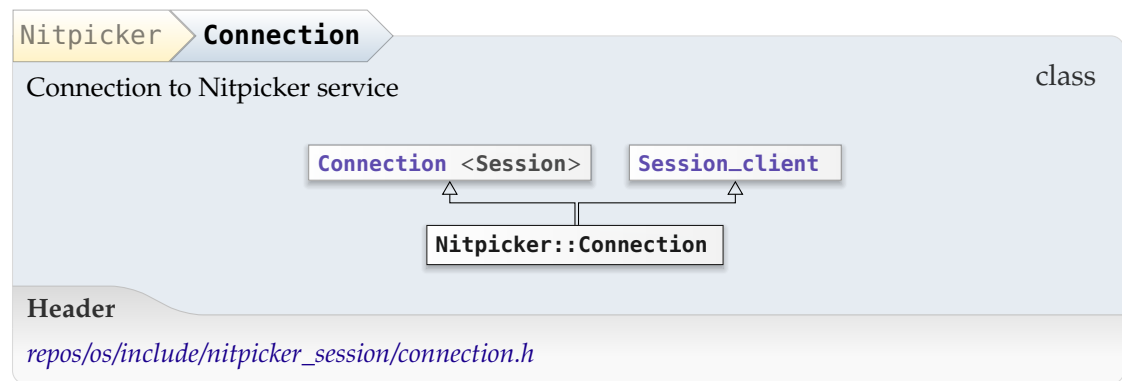 Nitpicker Connection
class
Connection to Nitpicker service
Connection <Session> Session_client
Nitpicker::Connection
Header
repos/os/include/nitpicker_session/connection.h